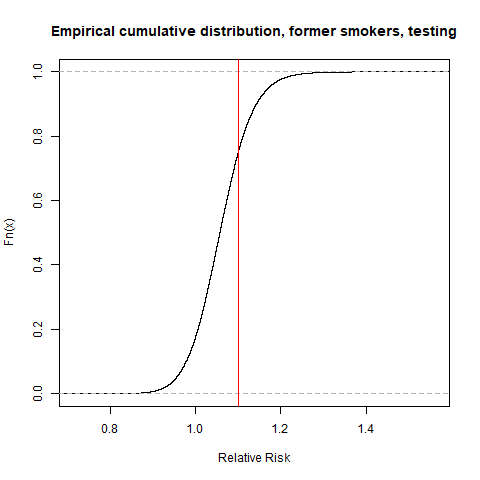 Empirical cumulative distribution, former smokers, testing
1.0
0.8
0.6
0.4
0.2
0.0
Fn(x)
0.8 1.0 1.2 1.4
Relative Risk